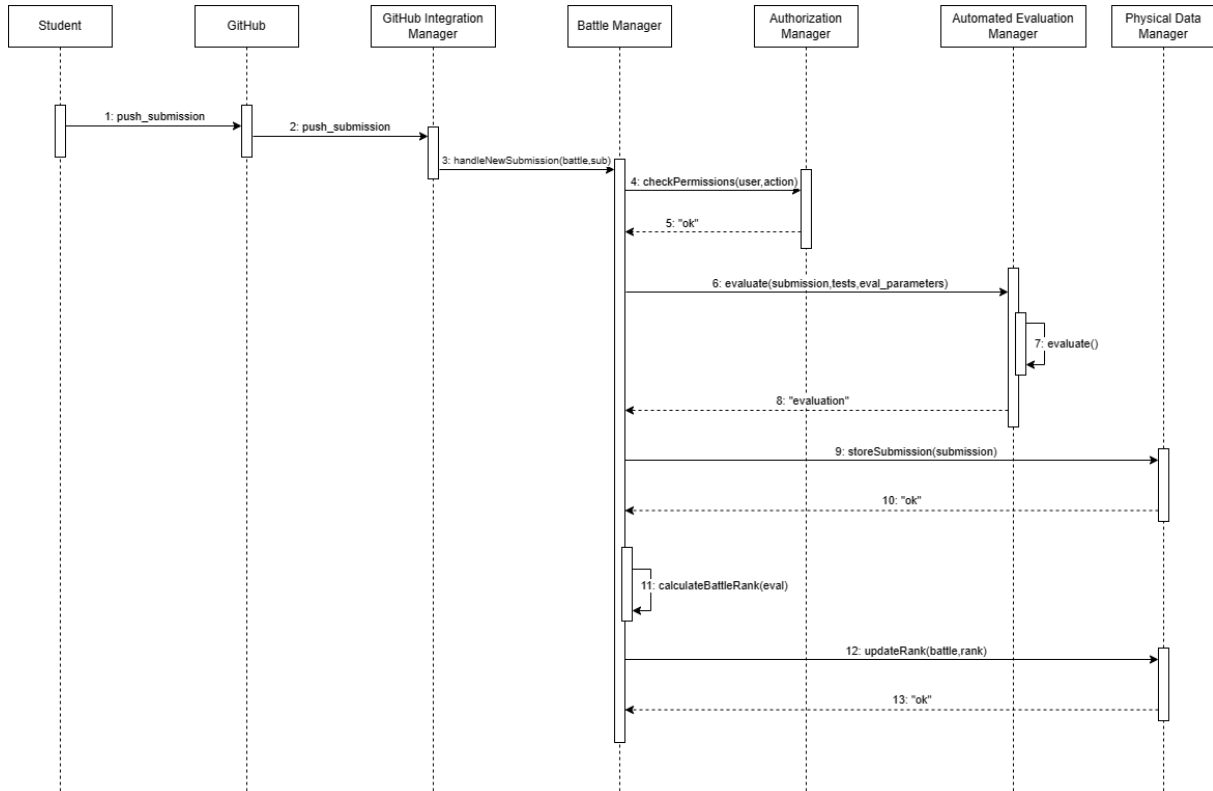 Student
GitHub
GitHub Integration
Manager
Battle Manager
Authorization
Manager
Automated Evaluation
Manager
Physical Data
Manager
1: push_submission
2: push_submission
3: handleNewSubmission(battle,sub)
4: checkPermissions(user,action)
5: "ok"
6: evaluate(submission,tests,eval_parameters)
7: evaluate()
8: "evaluation"
9: storeSubmission(submission)
10: "ok"
11: calculateBattleRank(eval)
12: updateRank(battle,rank)
13: "ok"